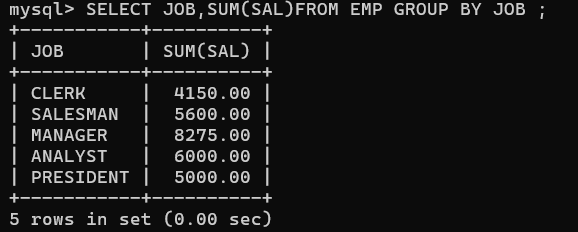 mysql> SELECT JOB,SUM(SAL)FROM EMP GROUP BY JOB ;
+-----------+----------+
| JOB       | SUM(SAL) |
+-----------+----------+
| CLERK     |  4150.00 |
| SALESMAN  |  5600.00 |
| MANAGER   |  8275.00 |
| ANALYST   |  6000.00 |
| PRESIDENT |  5000.00 |
+-----------+----------+
5 rows in set (0.00 sec)